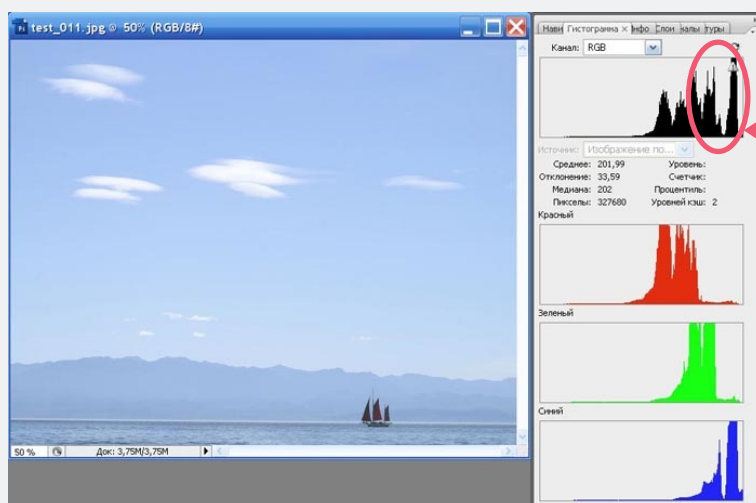 test_011.jpg @ 50% (RGB/8#)
50 %
Док: 3,75M/3,75M
Нави Гистограмма × Инфо Слои налы туры
Канал: RGB
Источник: Изображение по...
Среднее: 201,99 Уровень:
Отклонение: 33,59 Счетчик:
Медиана: 202 Процентиль:
Пикселы: 327680 Уровней кэш: 2
Красный
Зеленый
Синий